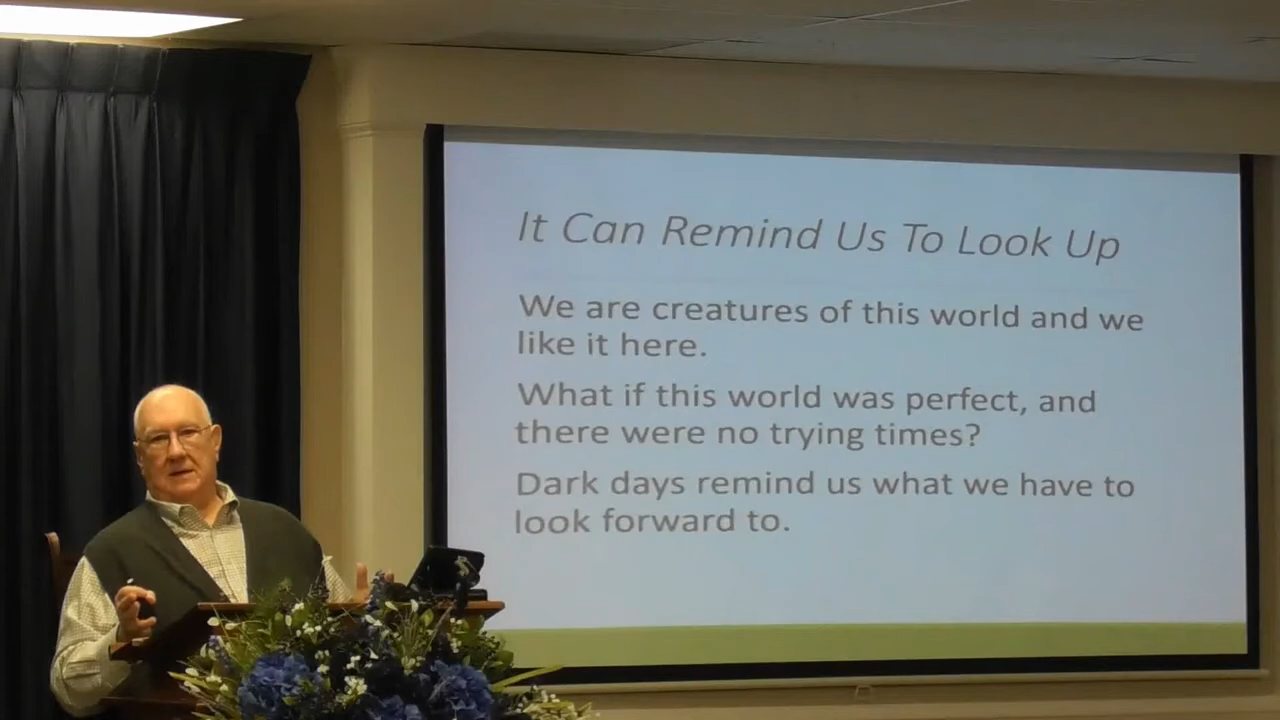 It Can Remind Us To Look Up
We are creatures of this world and we
like it here.
What if this world was perfect, and
there were no trying times?
Dark days remind us what we have to
look forward to.